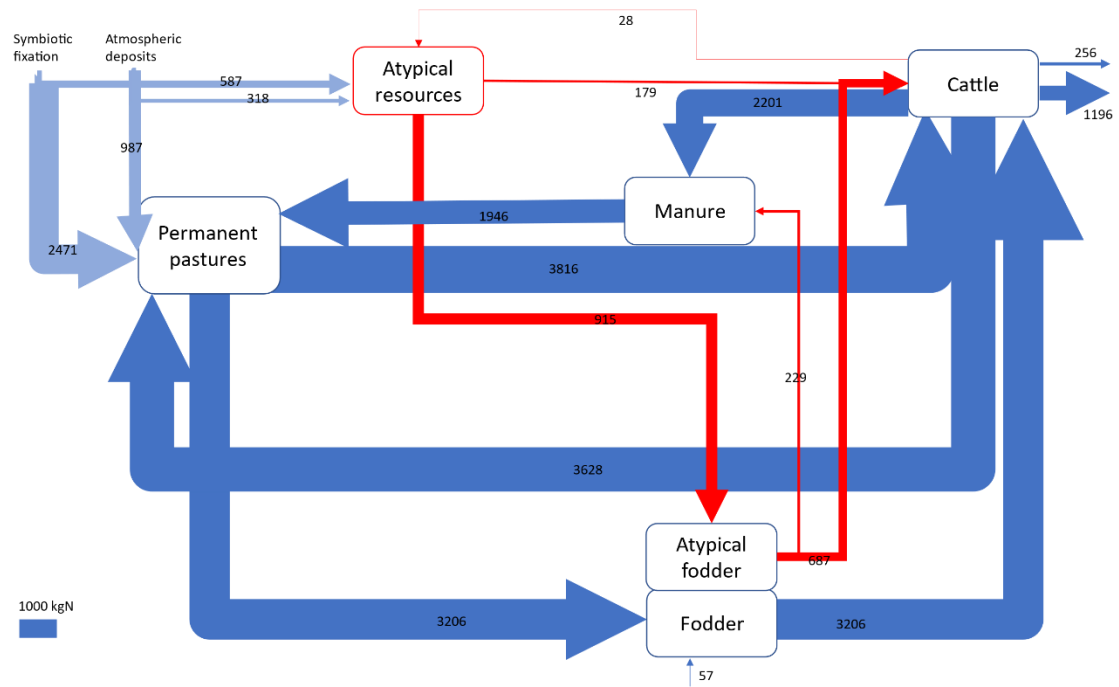 28
Symbiotic
fixation
Atmospheric
deposits
256
587
Atypical
resources
Cattle
318
179
2201
1196
987
Permanent
pastures
1946
Manure
2471
3816
915
229
3628
Atypical
fodder
687
1000 kgN
3206
Fodder
3206
57